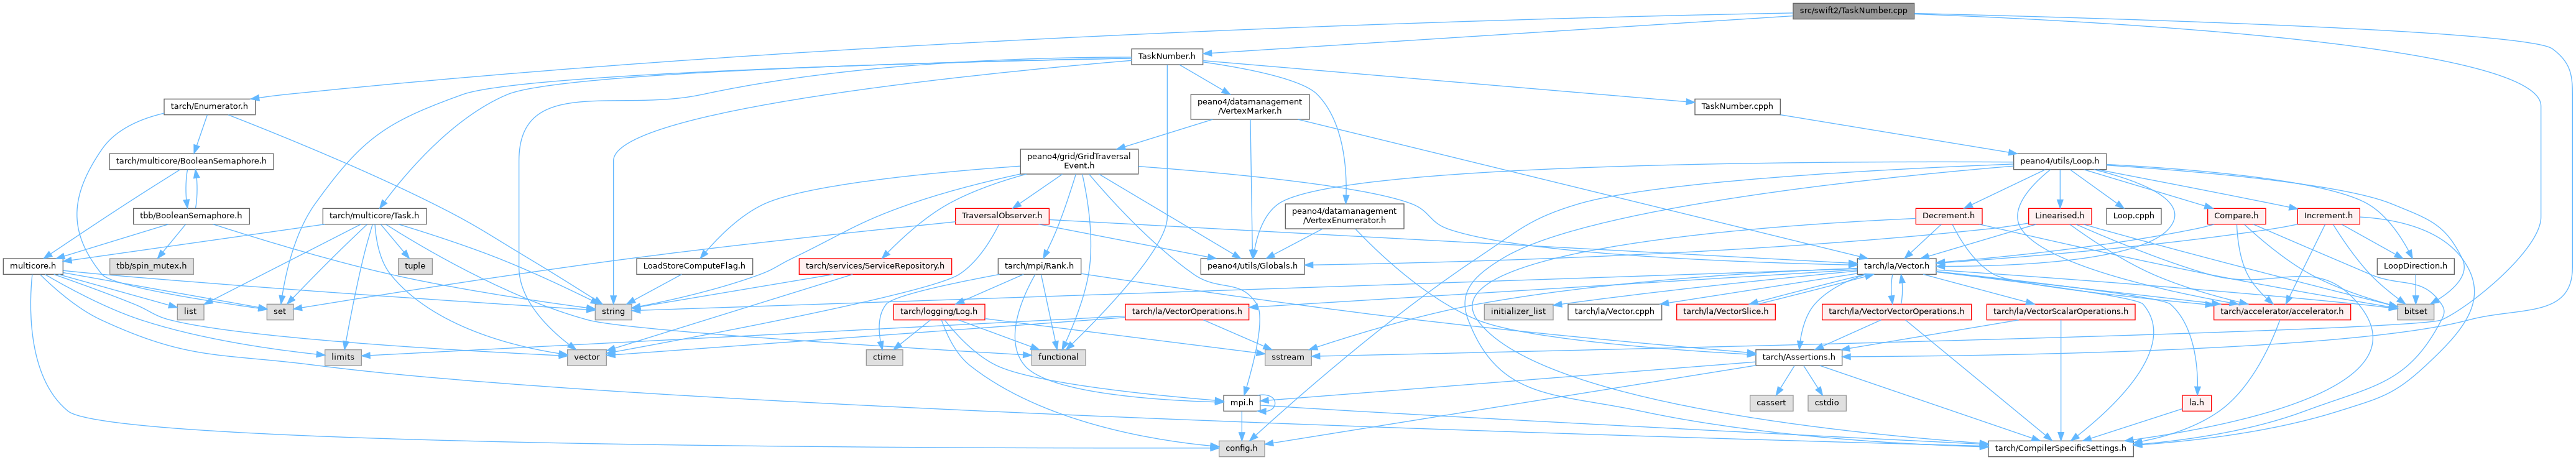 src/swift2/TaskNumber.cpp
TaskNumber.h
tarch/Enumerator.h
peano4/datamanagement
/VertexMarker.h
TaskNumber.cpph
tarch/multicore/BooleanSemaphore.h
peano4/grid/GridTraversal
Event.h
peano4/utils/Loop.h
tbb/BooleanSemaphore.h
tarch/multicore/Task.h
TraversalObserver.h
peano4/datamanagement
/VertexEnumerator.h
Decrement.h
Linearised.h
Loop.cpph
Compare.h
Increment.h
multicore.h
tbb/spin_mutex.h
tuple
LoadStoreComputeFlag.h
tarch/services/ServiceRepository.h
tarch/mpi/Rank.h
peano4/utils/Globals.h
tarch/la/Vector.h
LoopDirection.h
list
set
string
tarch/logging/Log.h
tarch/la/VectorOperations.h
initializer_list
tarch/la/Vector.cpph
tarch/la/VectorSlice.h
tarch/la/VectorVectorOperations.h
tarch/la/VectorScalarOperations.h
tarch/accelerator/accelerator.h
bitset
limits
vector
ctime
functional
sstream
tarch/Assertions.h
mpi.h
cassert
cstdio
la.h
config.h
tarch/CompilerSpecificSettings.h